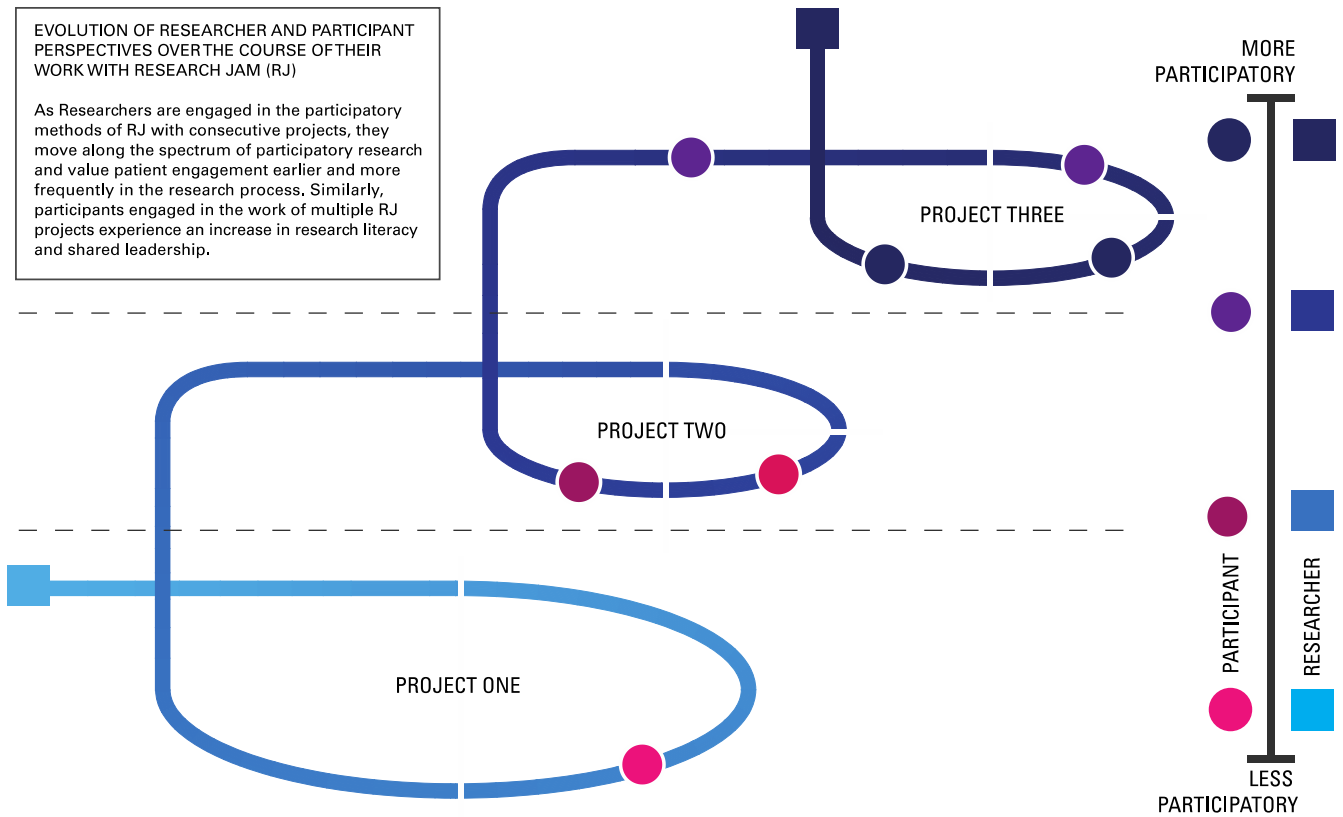 EVOLUTION OF RESEARCHER AND PARTICIPANT
PERSPECTIVES OVER THE COURSE OF THEIR
WORK WITH RESEARCH JAM (RJ)
As Researchers are engaged in the participatory
methods of RJ with consecutive projects, they
move along the spectrum of participatory research
and value patient engagement earlier and more
frequently in the research process. Similarly,
participants engaged in the work of multiple RJ
projects experience an increase in research literacy
and shared leadership.
MORE
PARTICIPATORY
PROJECT THREE
PROJECT TWO
PROJECT ONE
PARTICIPANT
RESEARCHER
LESS
PARTICIPATORY